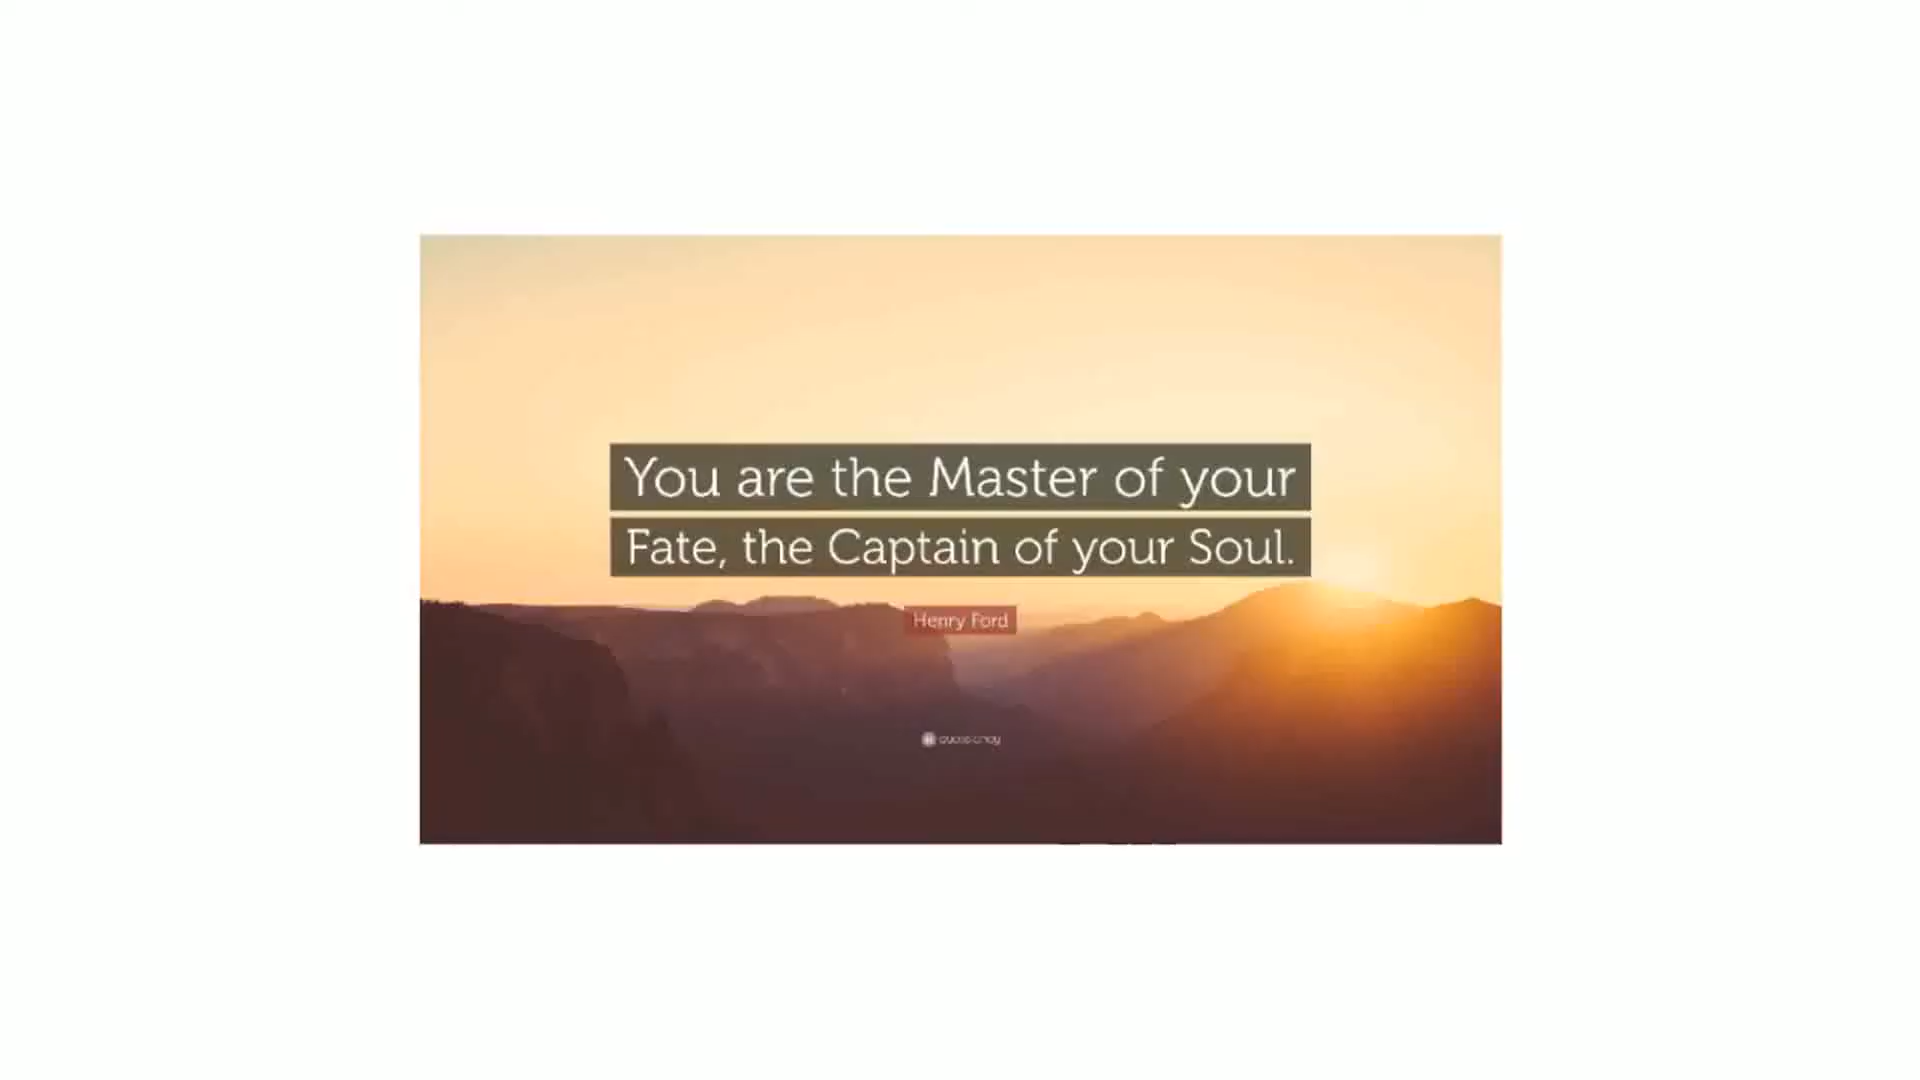 You are the Master of your
Fate, the Captain of your Soul.
Henry Ford